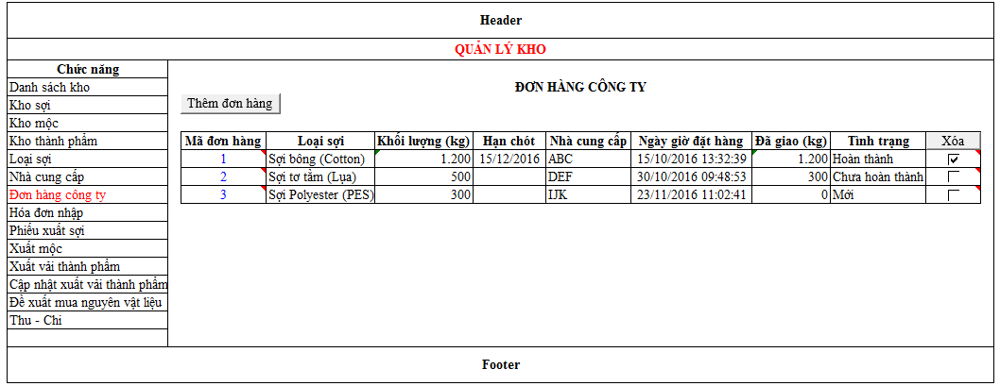 Header
QUẢN LÝ KHO
Chức năng
Danh sách kho
Kho sợi
Kho mộc
Kho thành phẩm
Loại sợi
Nhà cung cấp
Đơn hàng công ty
Hóa đơn nhập
Phiếu xuất sợi
Xuất mộc
Xuất vải thành phẩm
Cập nhật xuất vải thành phẩm
Đề xuất mua nguyên vật liệu
Thu - Chi
ĐƠN HÀNG CÔNG TY
Thêm đơn hàng
Mã đơn hàng Loại sợi Khối lượng (kg) Hạn chót Nhà cung cấp Ngày giờ đặt hàng Đã giao (kg) Tình trạng Xóa
1 Sợi bông (Cotton) 1.200 15/12/2016 ABC 15/10/2016 13:32:39 1.200 Hoàn thành
2 Sợi tơ tằm (Lụa) 500 DEF 30/10/2016 09:48:53 300 Chưa hoàn thành
3 Sợi Polyester (PES) 300 IJK 23/11/2016 11:02:41 0 Mới
Footer